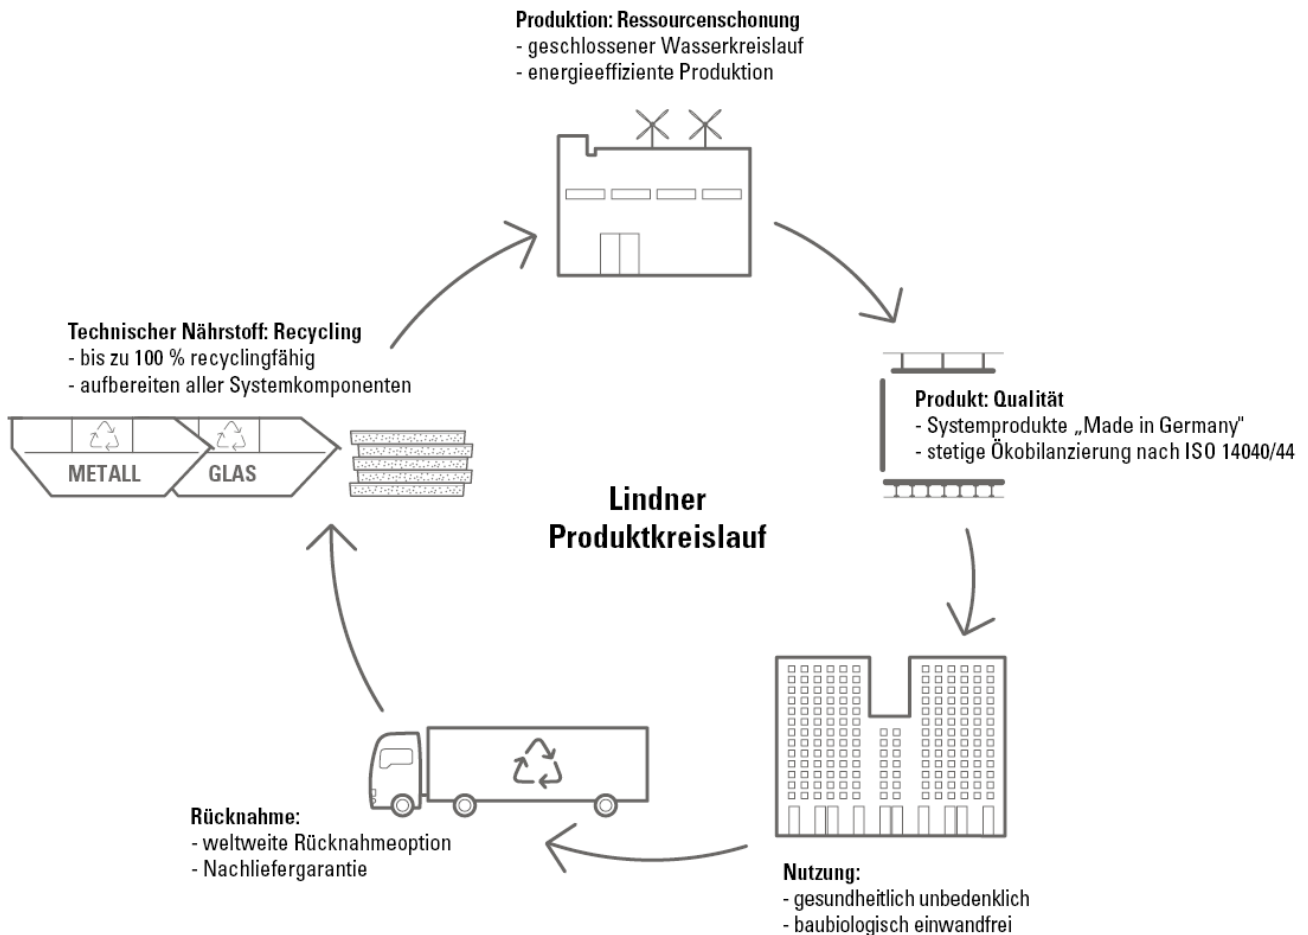 Produktion: Ressourcenschonung
- geschlossener Wasserkreislauf
- energieeffiziente Produktion
Technischer Nährstoff: Recycling
- bis zu 100 % recyclingfähig
- aufbereiten aller Systemkomponenten
METALL
GLAS
Produkt: Qualität
- Systemprodukte „Made in Germany"
- stetige Ökobilanzierung nach ISO 14040/44
Lindner
Produktkreislauf
Rücknahme:
- weltweite Rücknahmeoption
- Nachliefergarantie
Nutzung:
- gesundheitlich unbedenklich
- baubiologisch einwandfrei